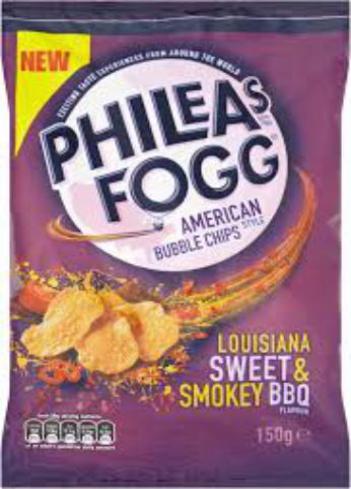 NEW
EXCITING TASTE EXPERIENCES FROM AROUND THE WORLD
PHILEAS
FOGG
AMERICAN
STYLE
BUBBLE CHIPS
LOUISIANA
SWEET &
SMOKEY BBQ
FLAVOUR
150g e